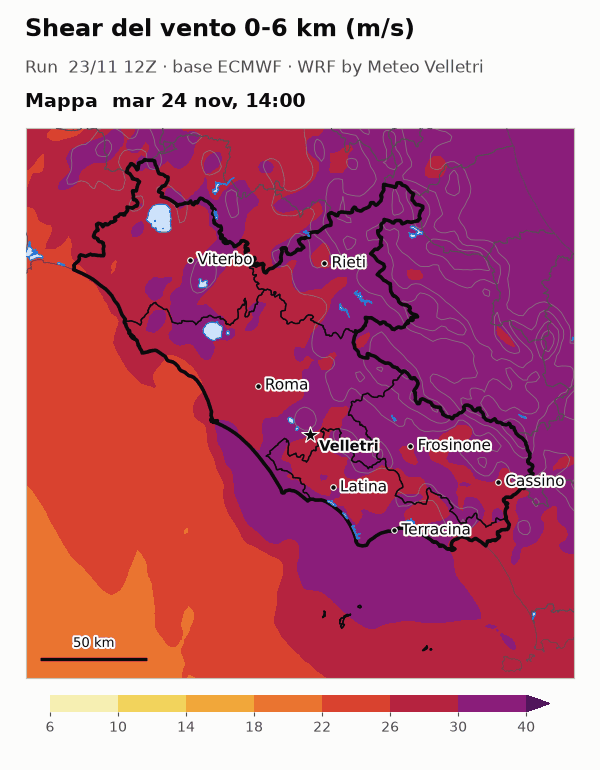 Shear del vento 0-6 km (m/s)
Run  23/11 12Z · base ECMWF · WRF by Meteo Velletri
Mappa  mar 24 nov, 14:00
Viterbo
Rieti
Roma
Velletri
Frosinone
Cassino
Latina
Terracina
50 km
6 10 14 18 22 26 30 40